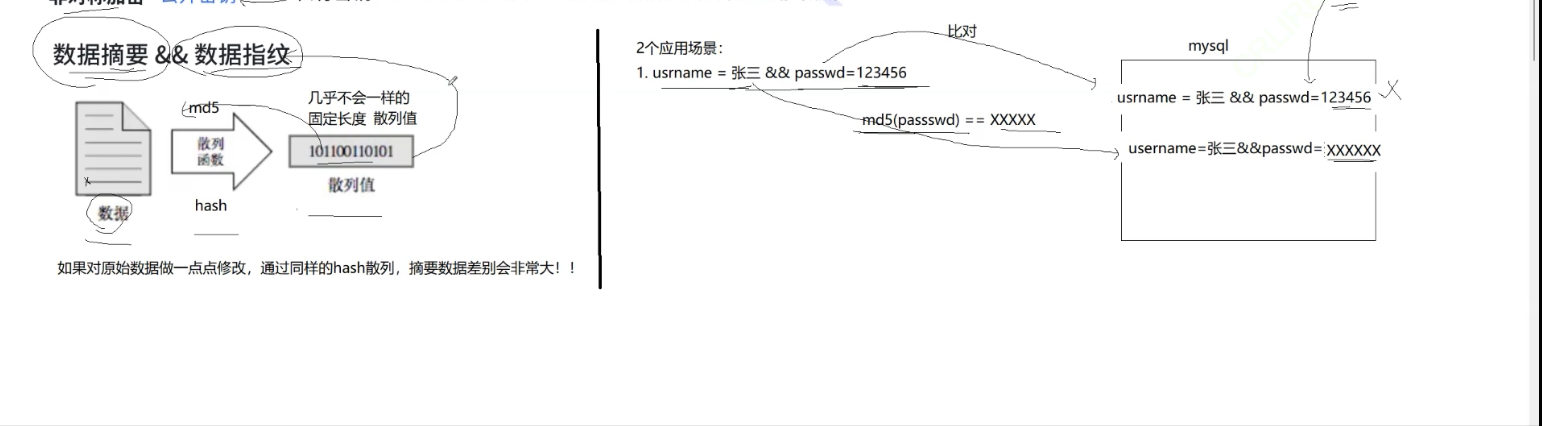 数据摘要 && 数据指纹
md5
几乎不会一样的
固定长度 散列值
散列
函数
101100110101
散列值
数据
hash
如果对原始数据做一点点修改，通过同样的hash散列，摘要数据差别会非常大！！
2个应用场景：
1. usrname = 张三 && passwd=123456
比对
md5(passswd) == XXXXX
mysql
usrname = 张三 && passwd=123456
username=张三&&passwd=XXXXXX